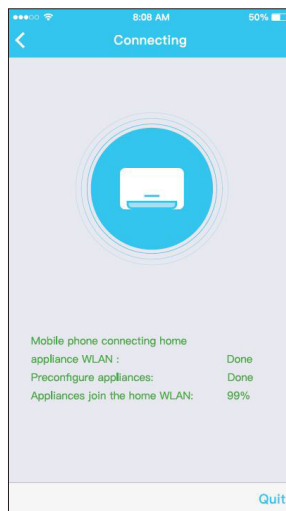 8:08 AM
50%
Connecting
Mobile phone connecting home
appliance WLAN : Done
Preconfigure appliances: Done
Appliances join the home WLAN: 99%
Quit